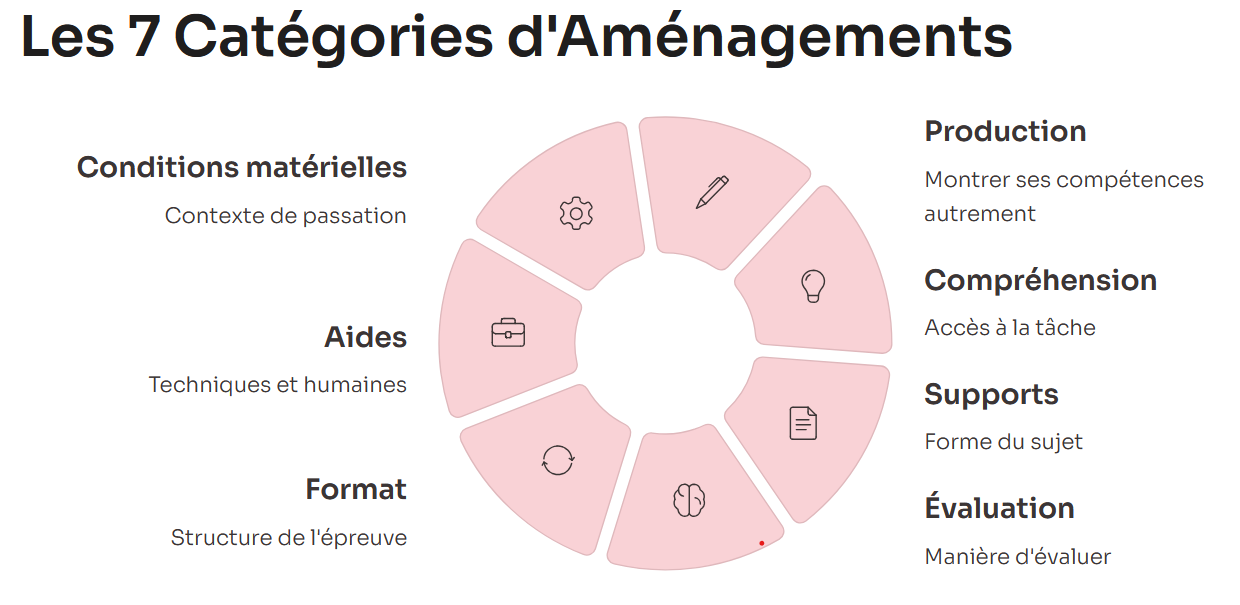 Les 7 Catégories d'Aménagements
Conditions matérielles
Contexte de passation
Aides
Techniques et humaines
Format
Structure de l'épreuve
Production
Montrer ses compétences
autrement
Compréhension
Accès à la tâche
Supports
Forme du sujet
Évaluation
Manière d'évaluer